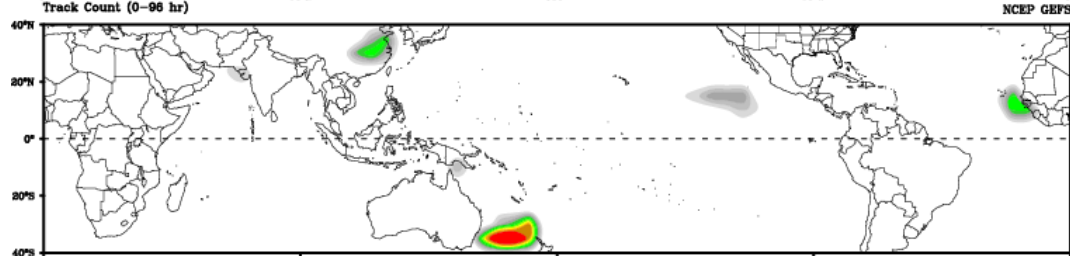 Track Count (0-96 hr)
NCEP GEFS
40°N
20°N
0°
20°S
40°S